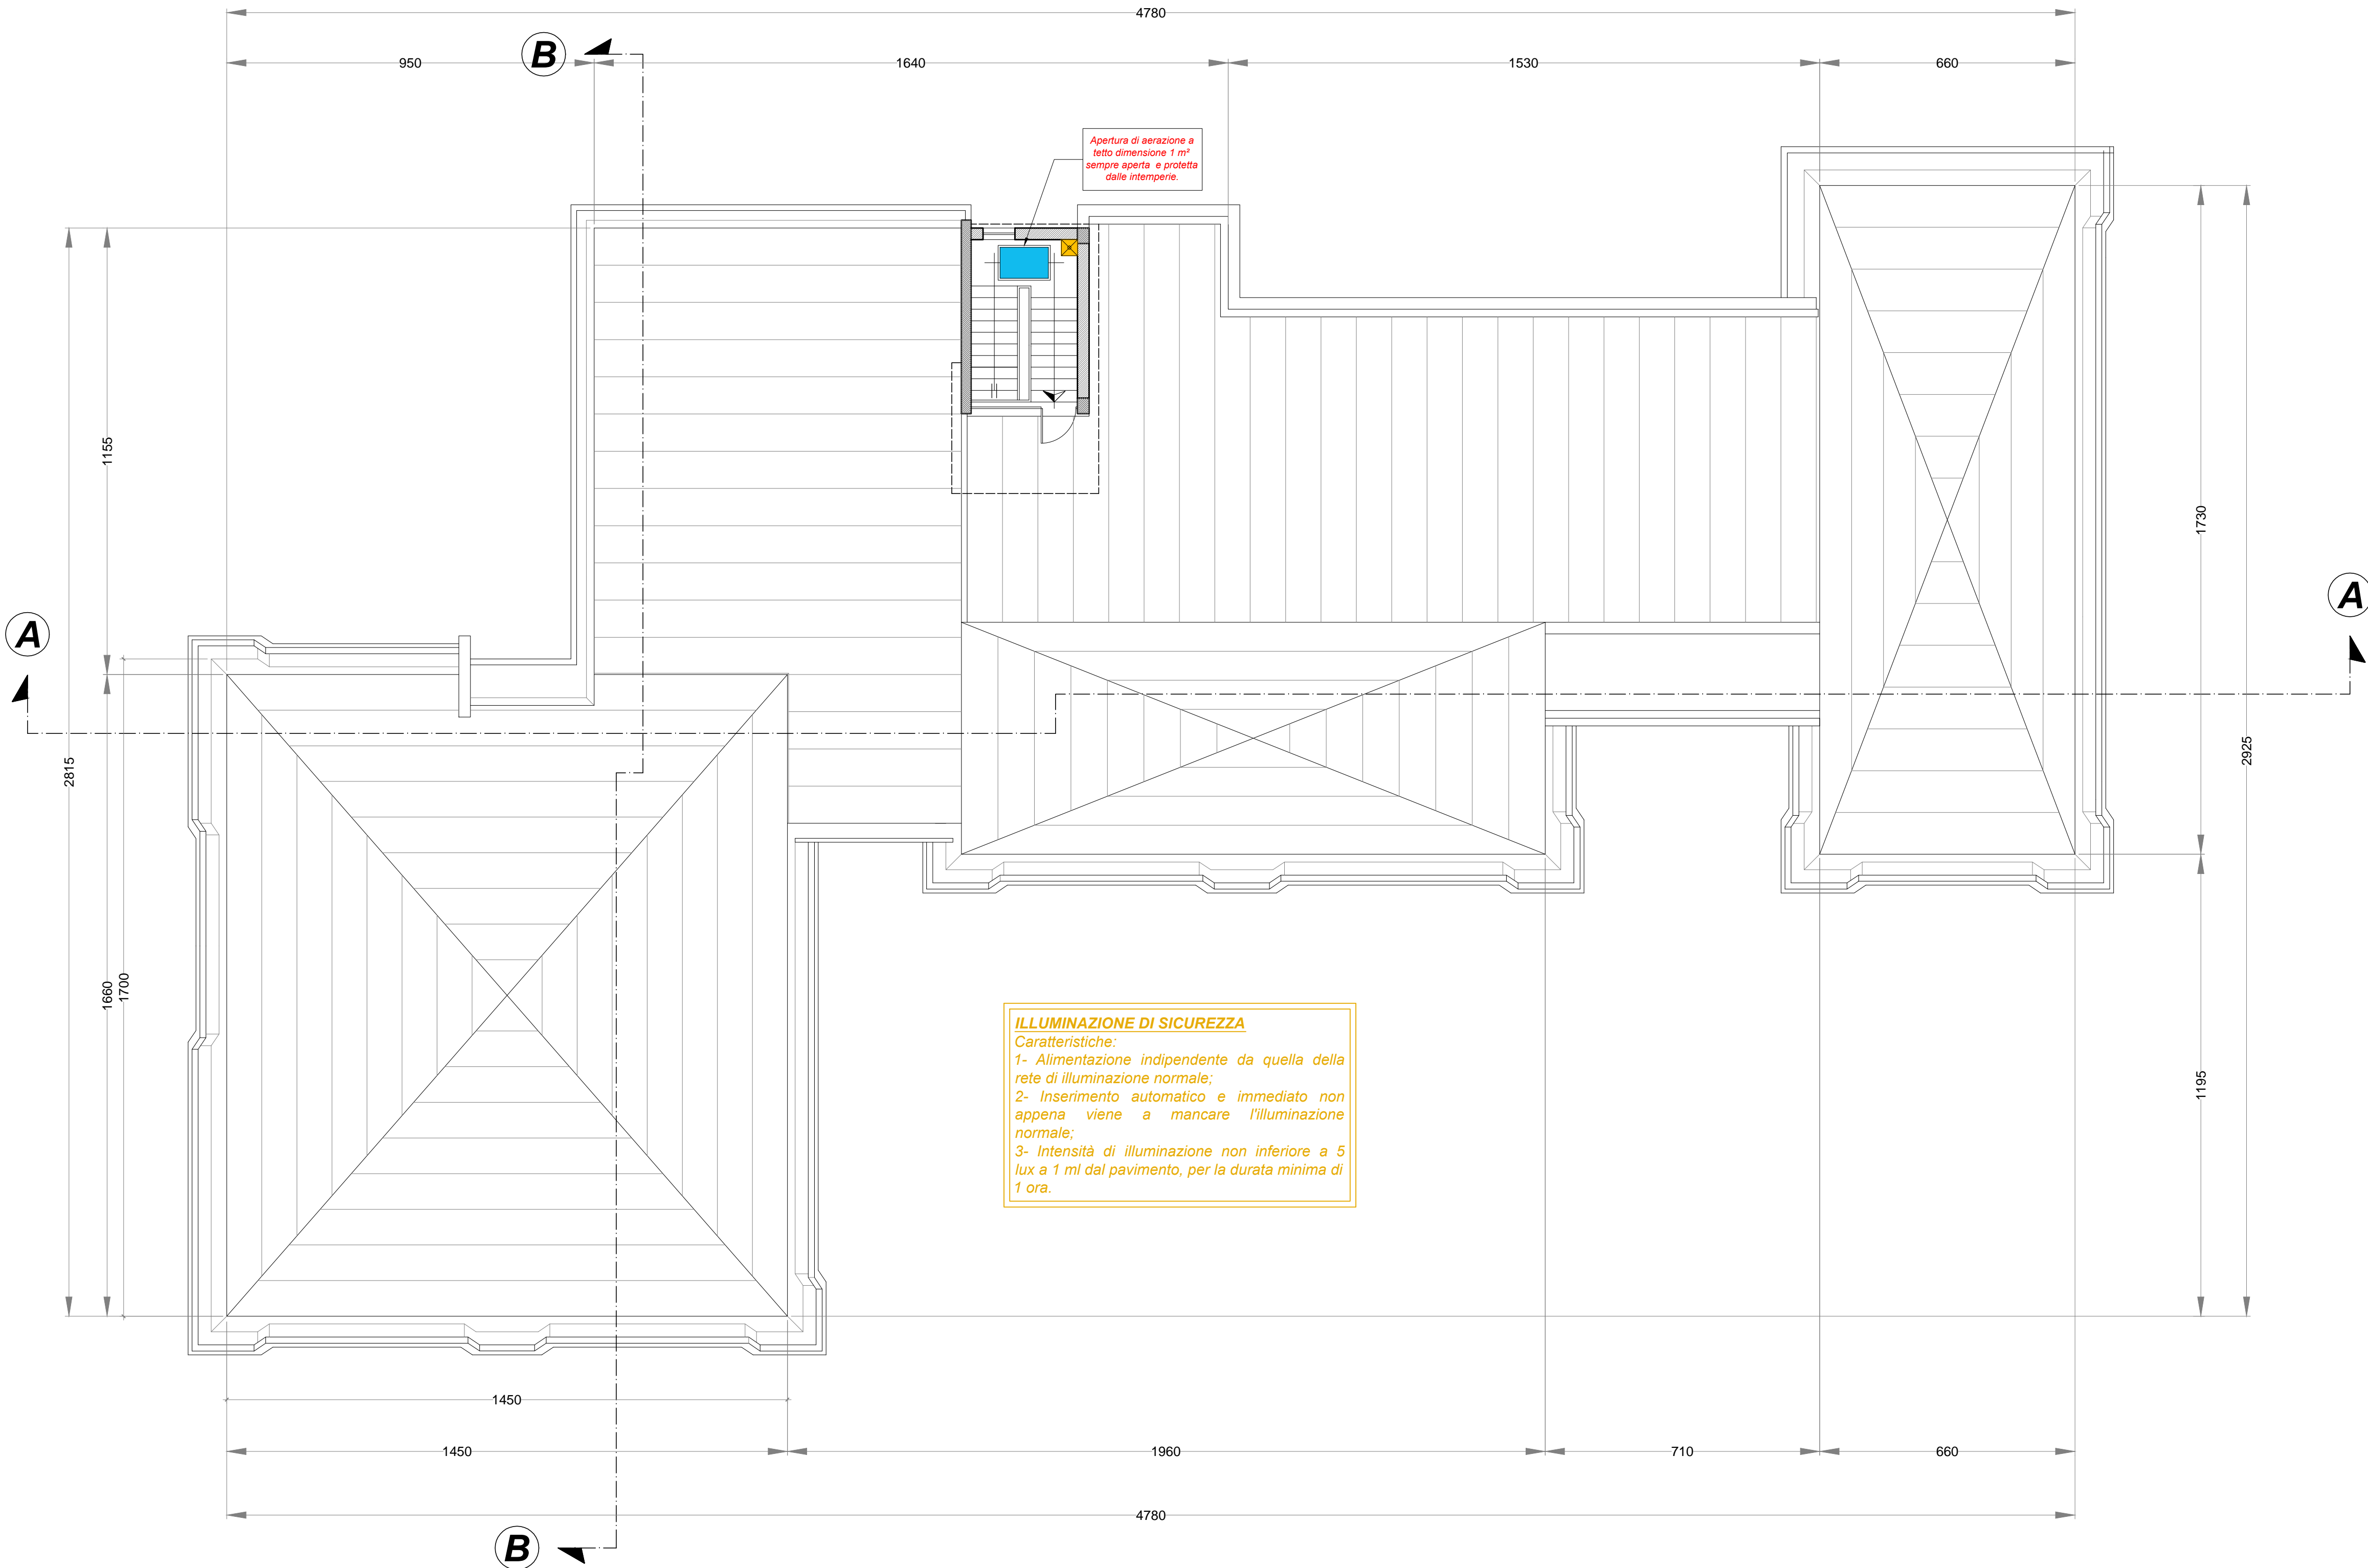 4780
B
950
1640
1530
660
Apertura di aerazione a
tetto dimensione 1 m²
sempre aperta e protetta
dalle intemperie.
1155
1730
A
A
2815
2925
1660
1700
1195
ILLUMINAZIONE DI SICUREZZA
Caratteristiche:
1- Alimentazione indipendente da quella della
rete di illuminazione normale;
2- Inserimento automatico e immediato non
appena viene a mancare l'illuminazione
normale;
3- Intensità di illuminazione non inferiore a 5
lux a 1 ml dal pavimento, per la durata minima di
1 ora.
1450
1450
1960
710
660
4780
B